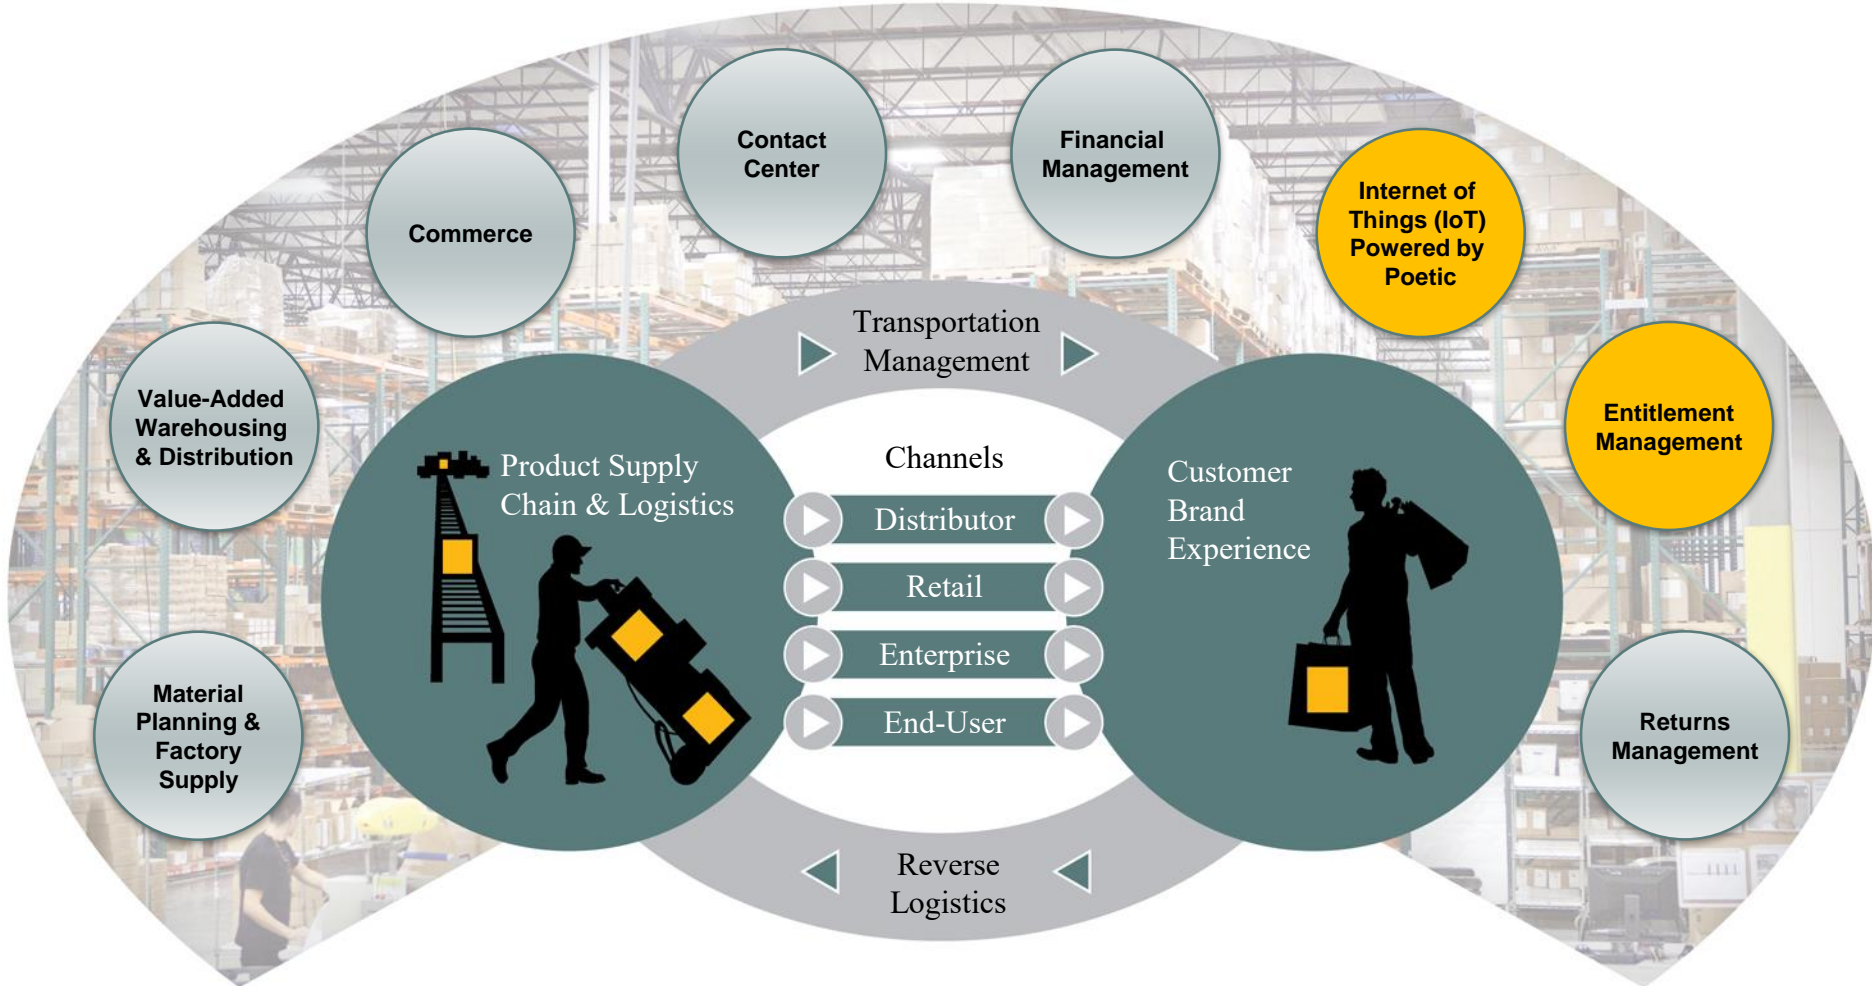 Contact
Center
Financial
Management
Commerce
Internet of
Things (IoT)
Powered by
Poetic
Value-Added
Warehousing
& Distribution
Entitlement
Management
Material
Planning &
Factory
Supply
Returns
Management
Transportation
Management
Product Supply
Chain & Logistics
Channels
Distributor
Retail
Enterprise
End-User
Customer
Brand
Experience
Reverse
Logistics